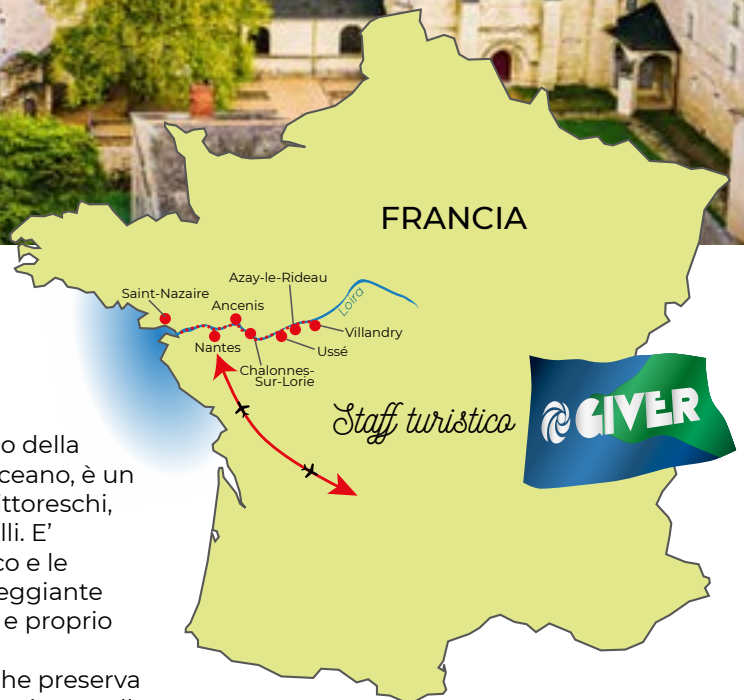 FRANCIA
Azay-le-Rideau
Saint-Nazaire
Loira
Ancenis
Villandry
Nantes
Ussé
Chalonnes-
Sur-Lorie
Staff turistico
GIVER
o della
ceano, è un
ttoreschi,
lli. E’
co e le
eggiante
e proprio
he preserva